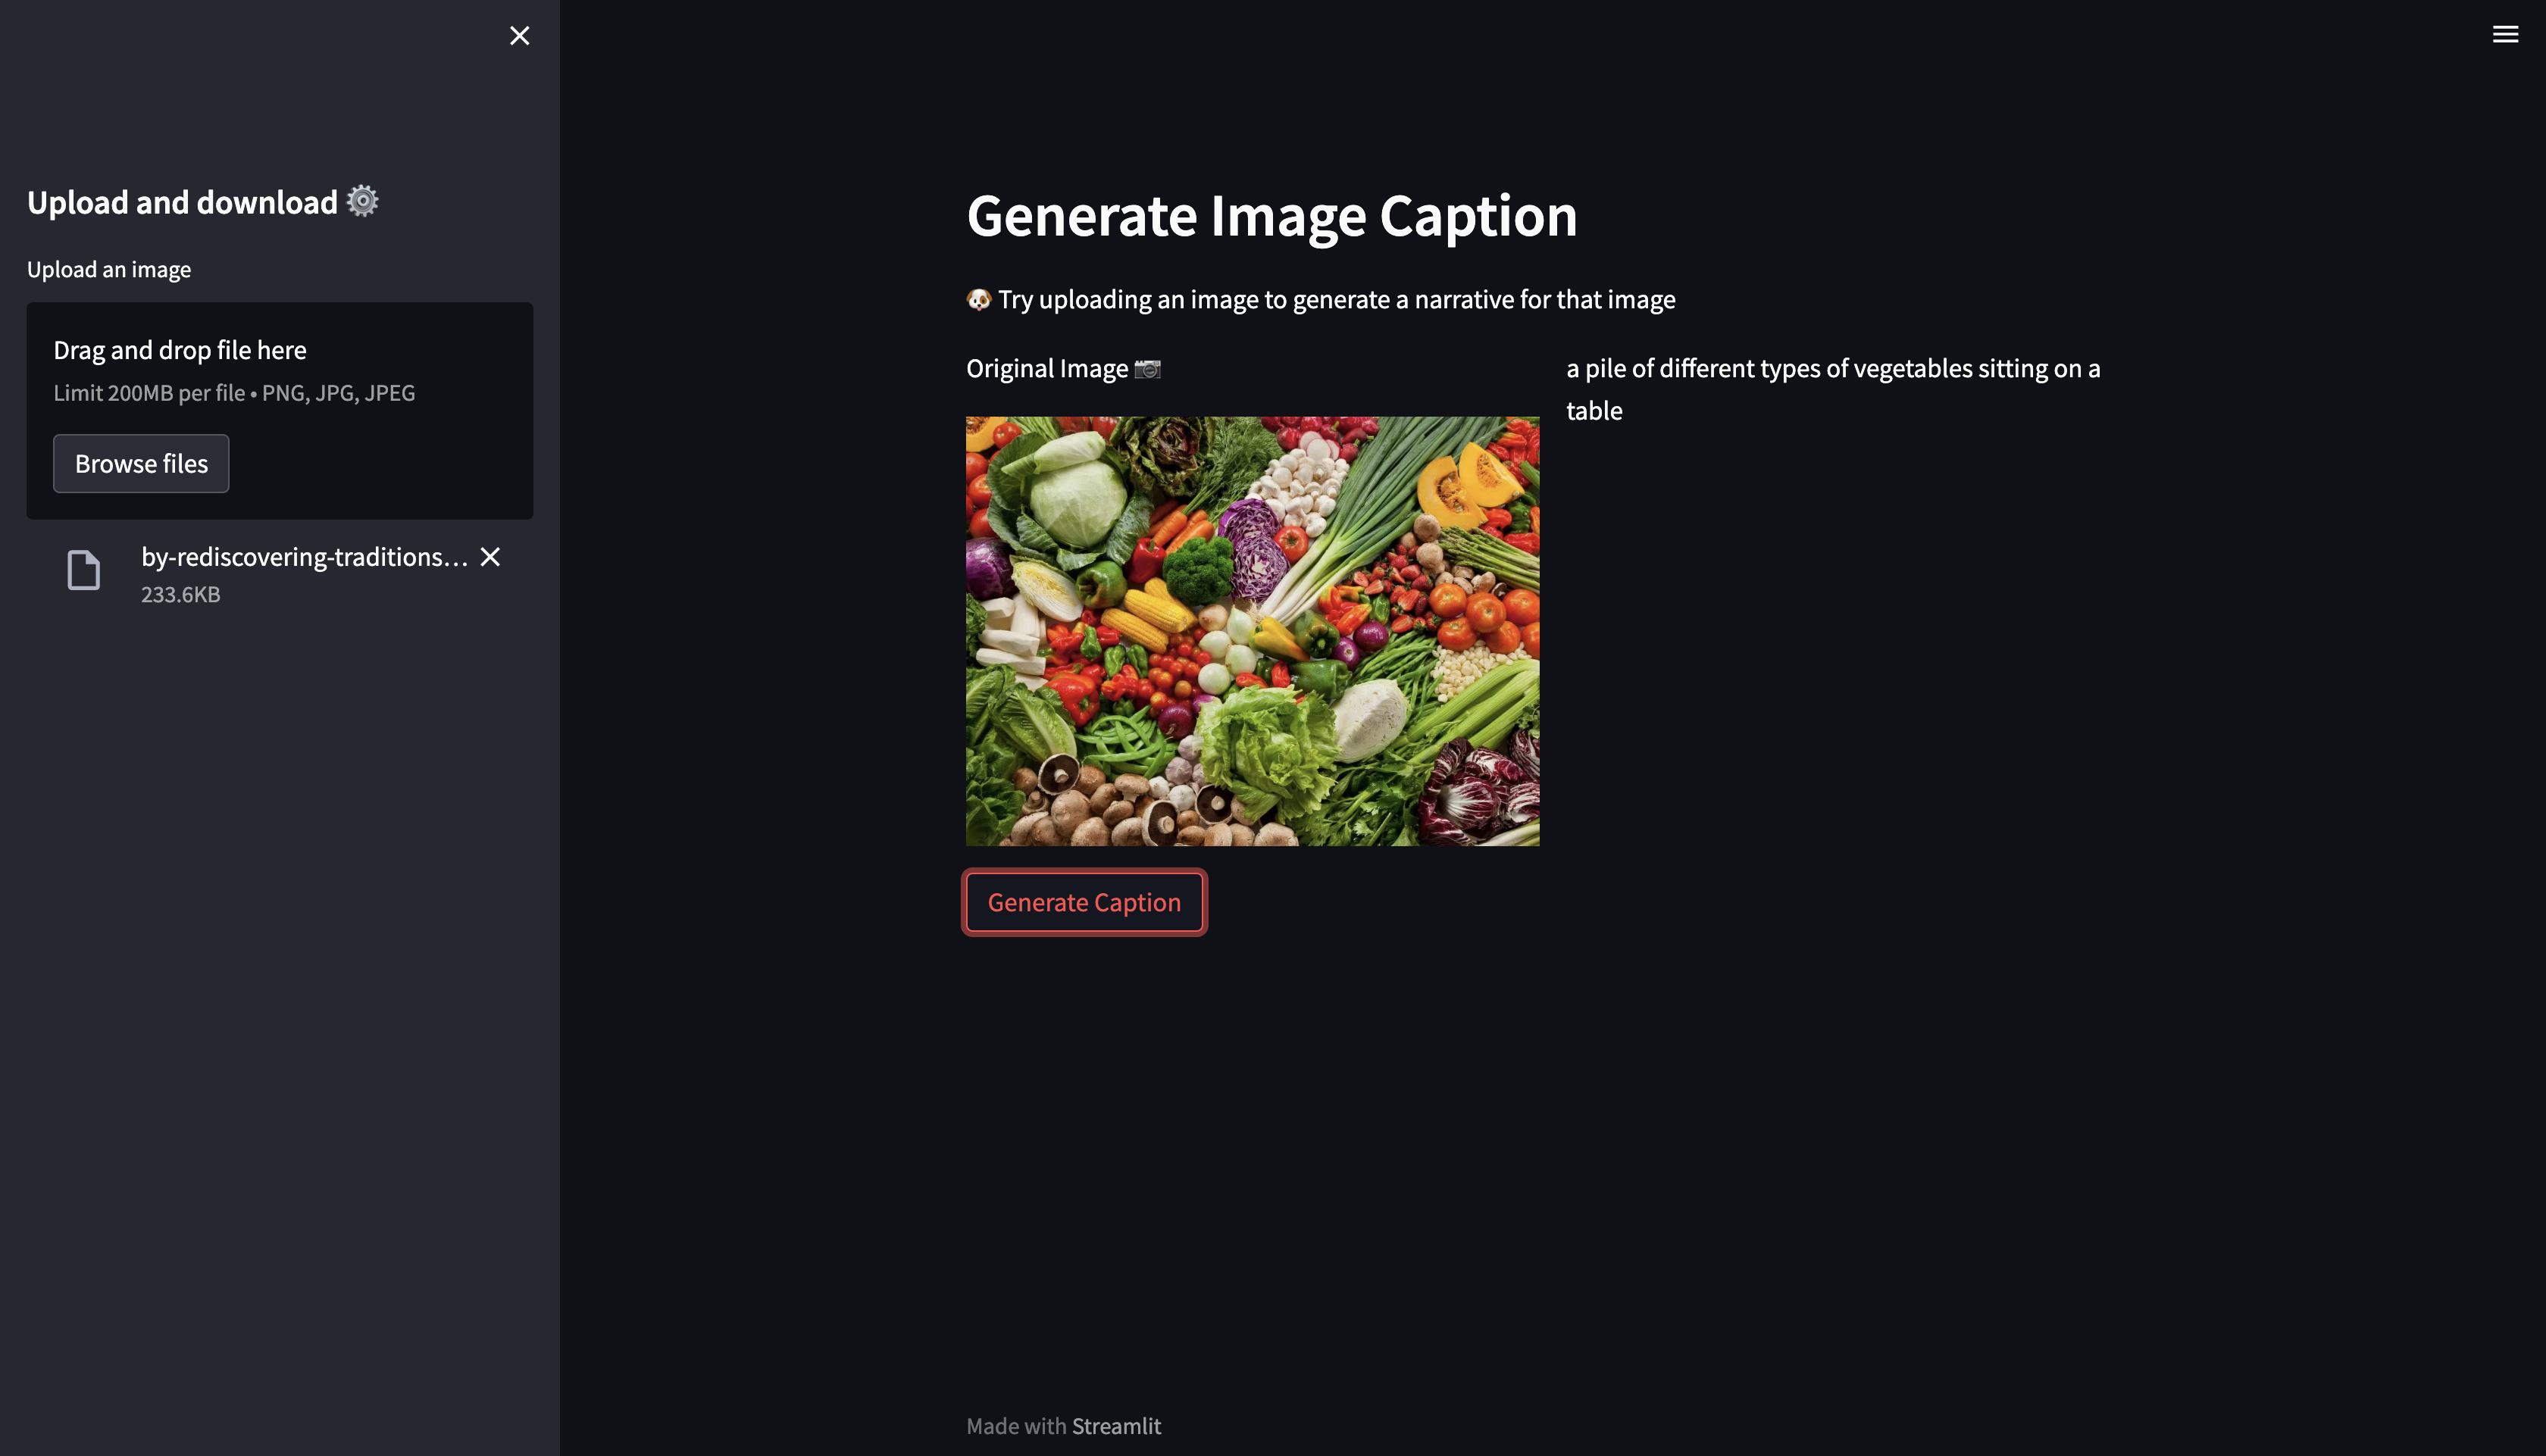 Upload and download ⚙️
Upload an image
Drag and drop file here
Limit 200MB per file • PNG, JPG, JPEG
Browse files
by-rediscovering-traditions...
233.6KB
Generate Image Caption
🐶 Try uploading an image to generate a narrative for that image
Original Image 📷
a pile of different types of vegetables sitting on a
table
Generate Caption
Made with Streamlit